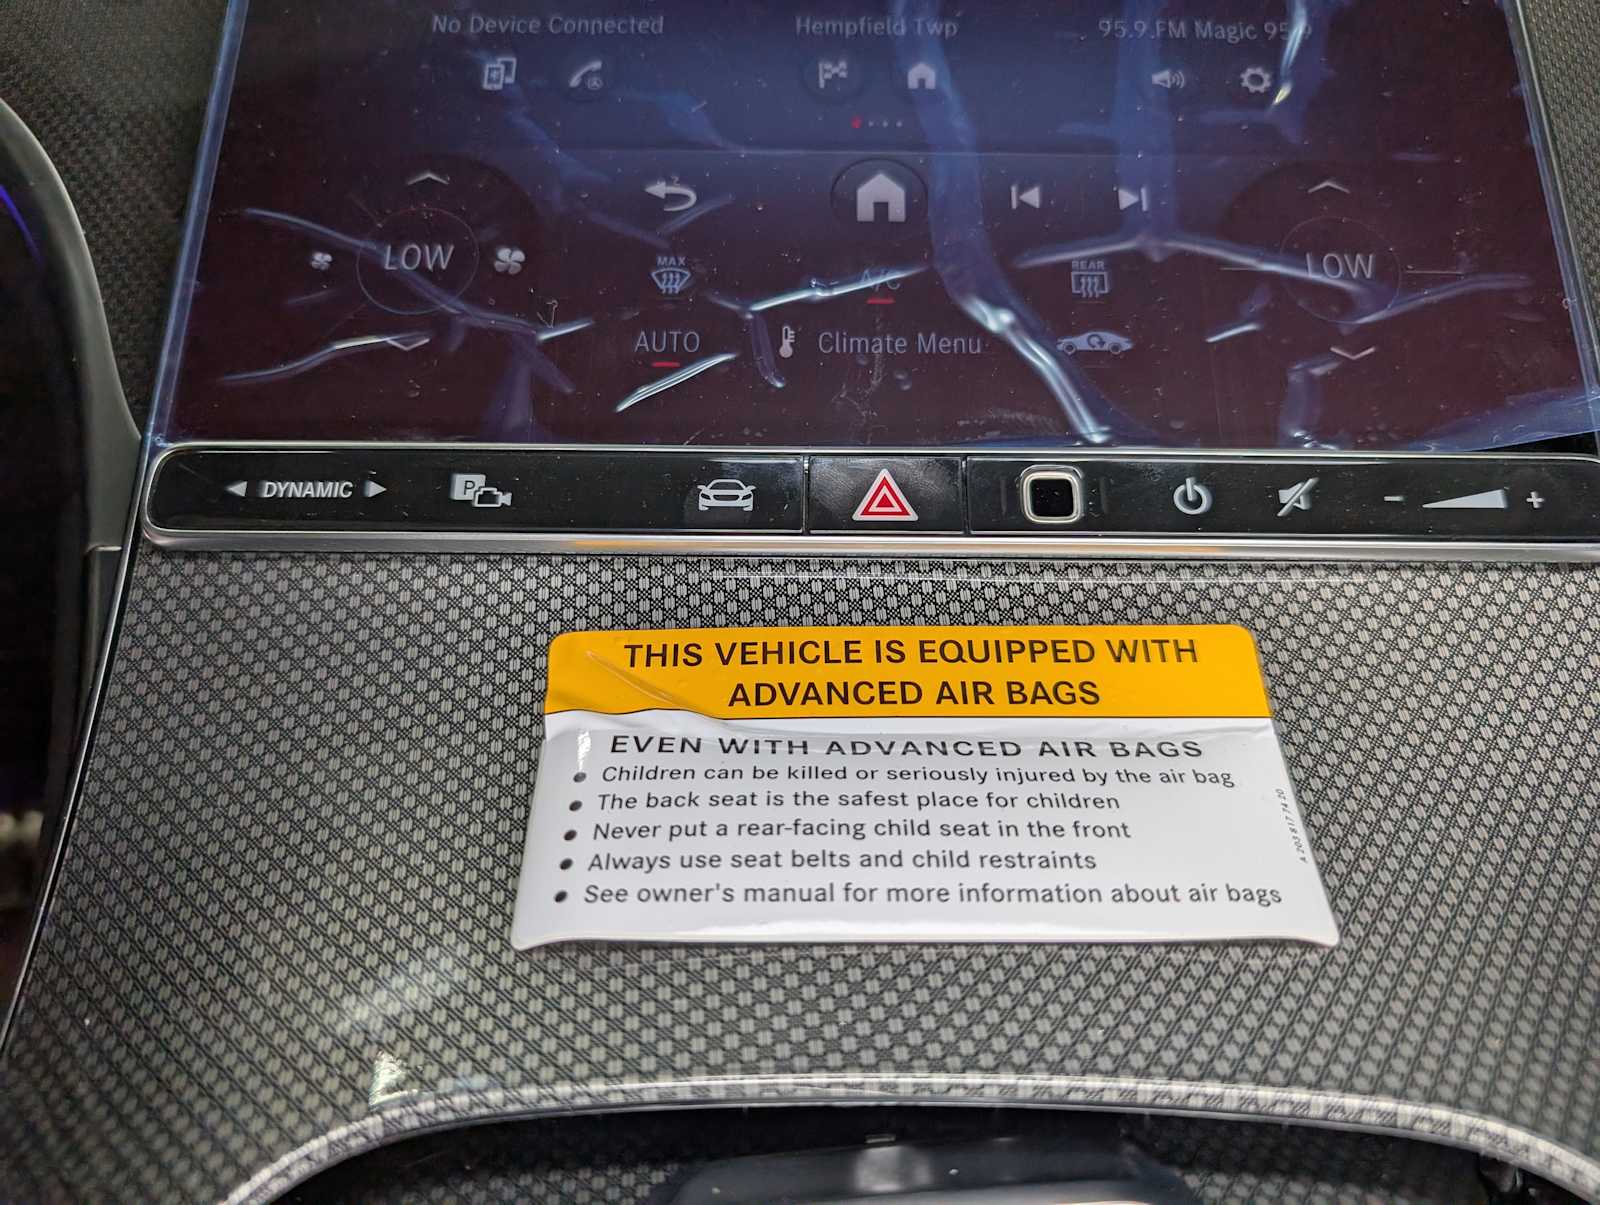 No Device Connected
Hempfield Twp
95.9.FM Magic 95.9
LOW
MAX
A/C
REAR
LOW
AUTO
Climate Menu
DYNAMIC
P
THIS VEHICLE IS EQUIPPED WITH
ADVANCED AIR BAGS
EVEN WITH ADVANCED AIR BAGS
• Children can be killed or seriously injured by the air bag
• The back seat is the safest place for children
• Never put a rear-facing child seat in the front
• Always use seat belts and child restraints
• See owner's manual for more information about air bags
A 203 817 74 20